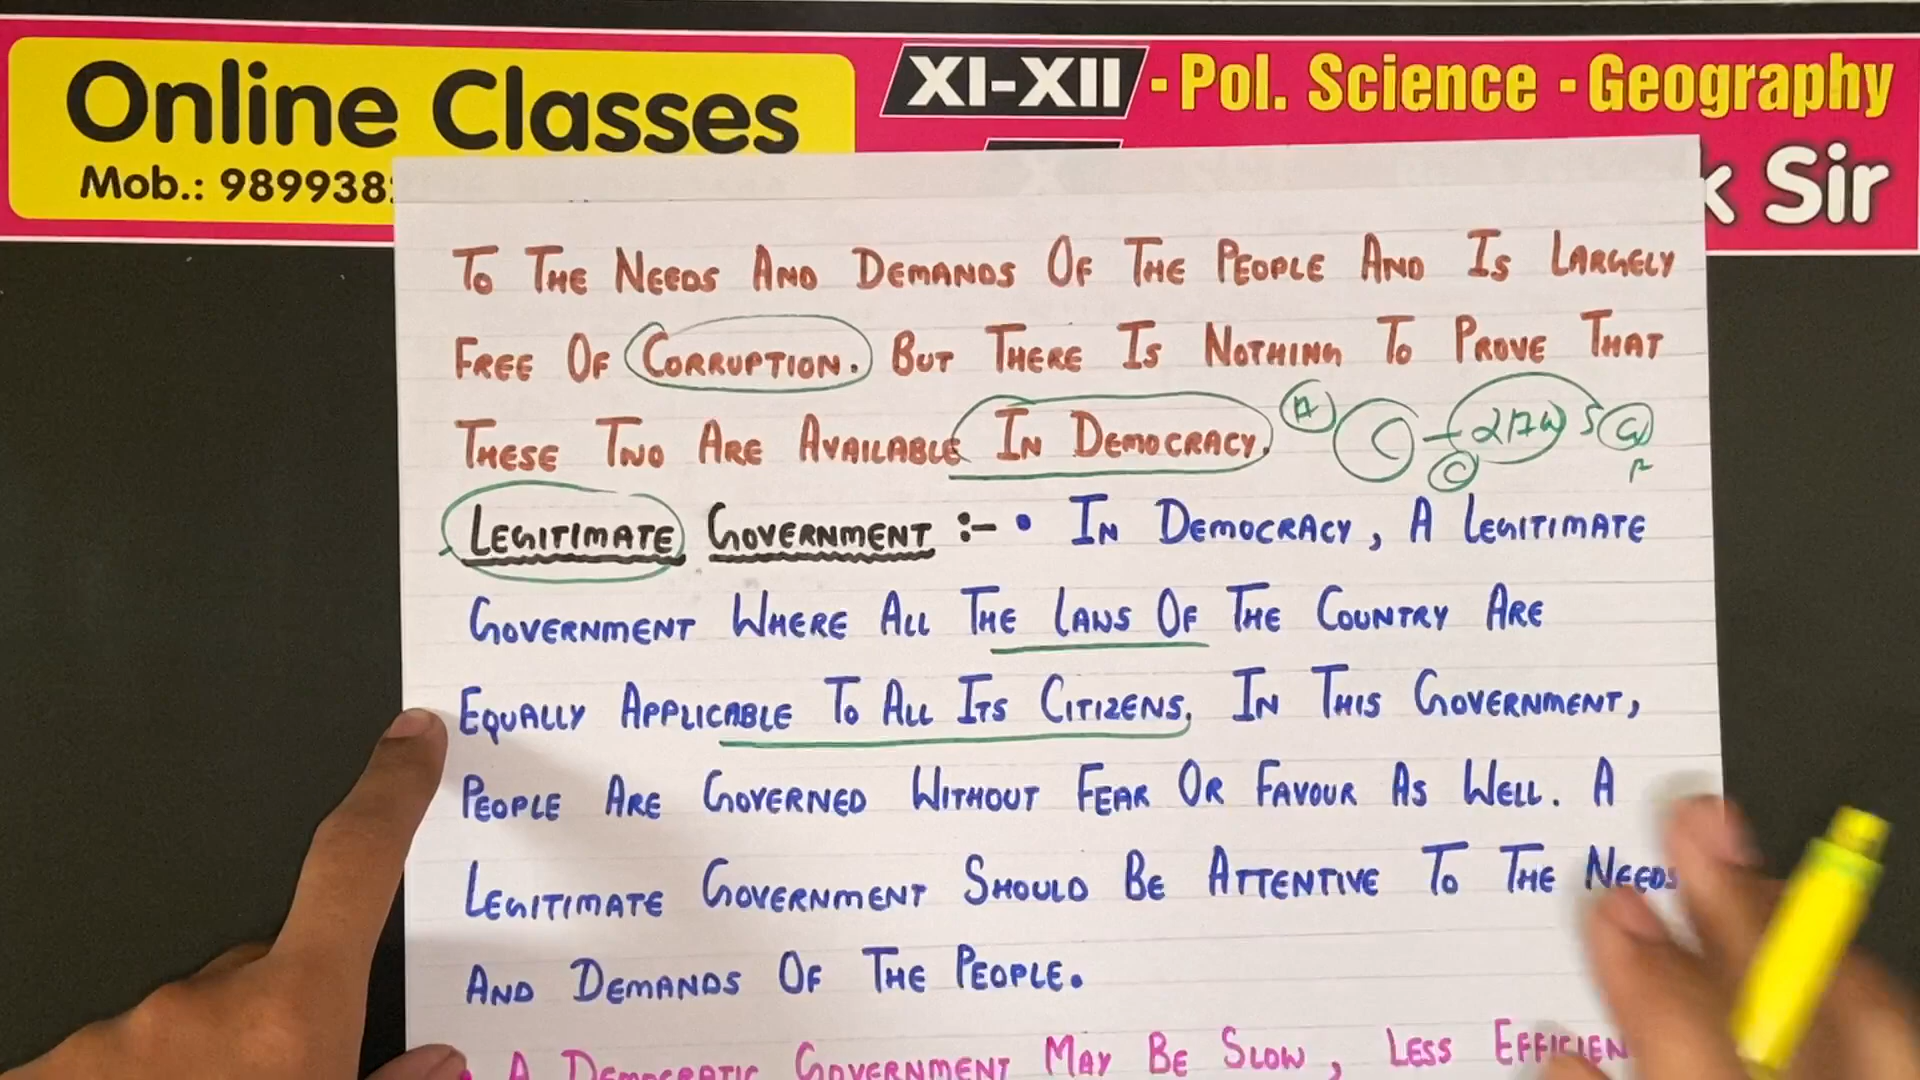 Online Classes
Mob.: 989938
XI-XII - Pol. Science - Geography
k Sir
TO THE NEEDS AND DEMANDS OF THE PEOPLE AND IS LARGELY
FREE OF CORRUPTION. BUT THERE IS NOTHING TO PROVE THAT
THESE TWO ARE AVAILABLE IN DEMOCRACY.
LEGITIMATE GOVERNMENT :- • IN DEMOCRACY, A LEGITIMATE
GOVERNMENT WHERE ALL THE LAWS OF THE COUNTRY ARE
EQUALLY APPLICABLE TO ALL ITS CITIZENS. IN THIS GOVERNMENT,
PEOPLE ARE GOVERNED WITHOUT FEAR OR FAVOUR AS WELL. A
LEGITIMATE GOVERNMENT SHOULD BE ATTENTIVE TO THE NEEDS
AND DEMANDS OF THE PEOPLE.
• A DEMOCRATIC GOVERNMENT MAY BE SLOW, LESS EFFICIEN